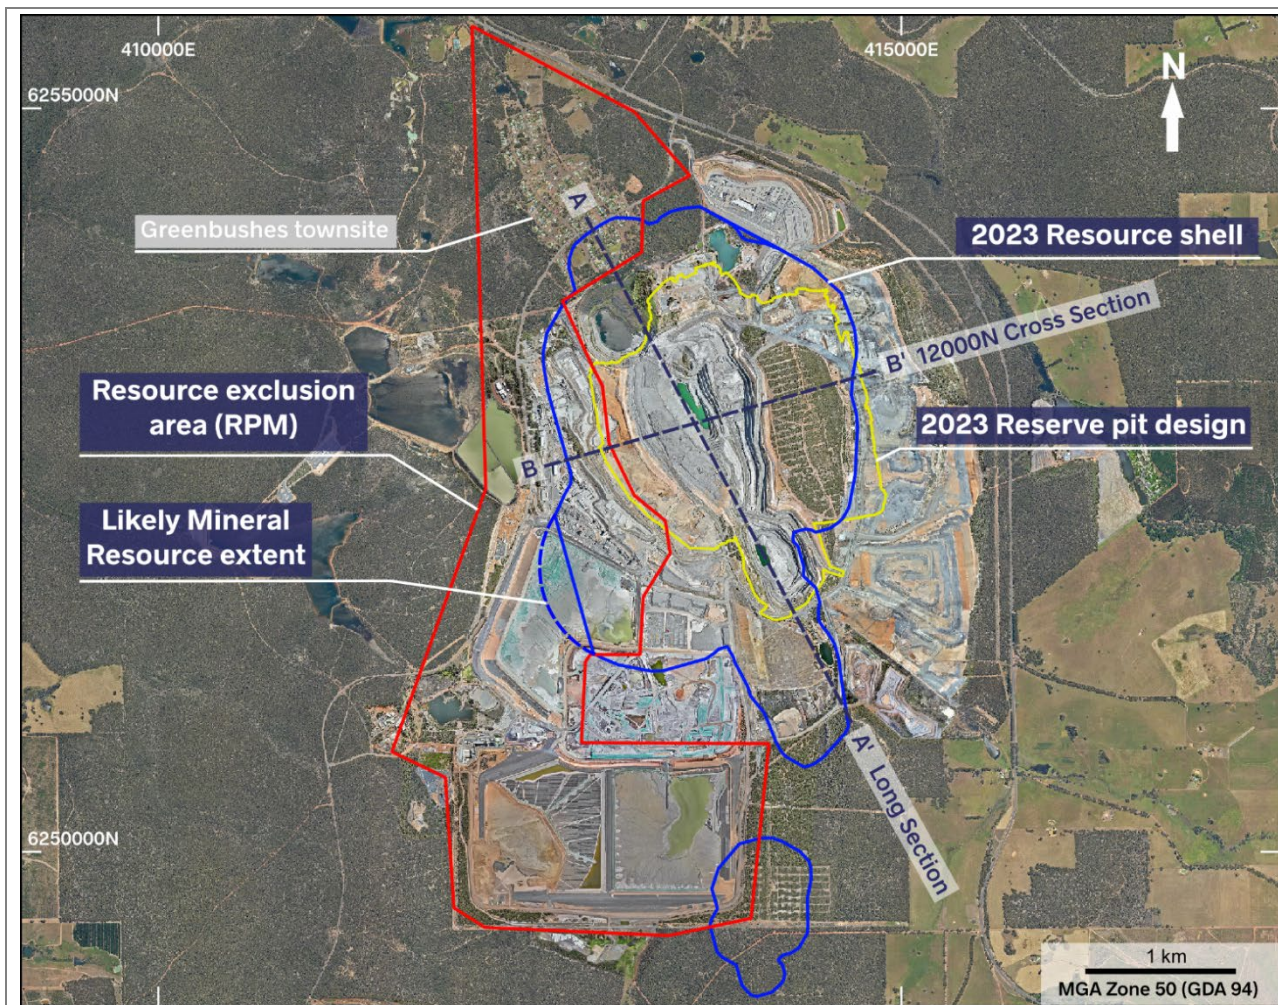 410000E
415000E
6255000N
N
A
Greenbushes townsite
2023 Resource shell
B' 12000N Cross Section
Resource exclusion
area (RPM)
2023 Reserve pit design
B
Likely Mineral
Resource extent
A' Long Section
6250000N
1 km
MGA Zone 50 (GDA 94)